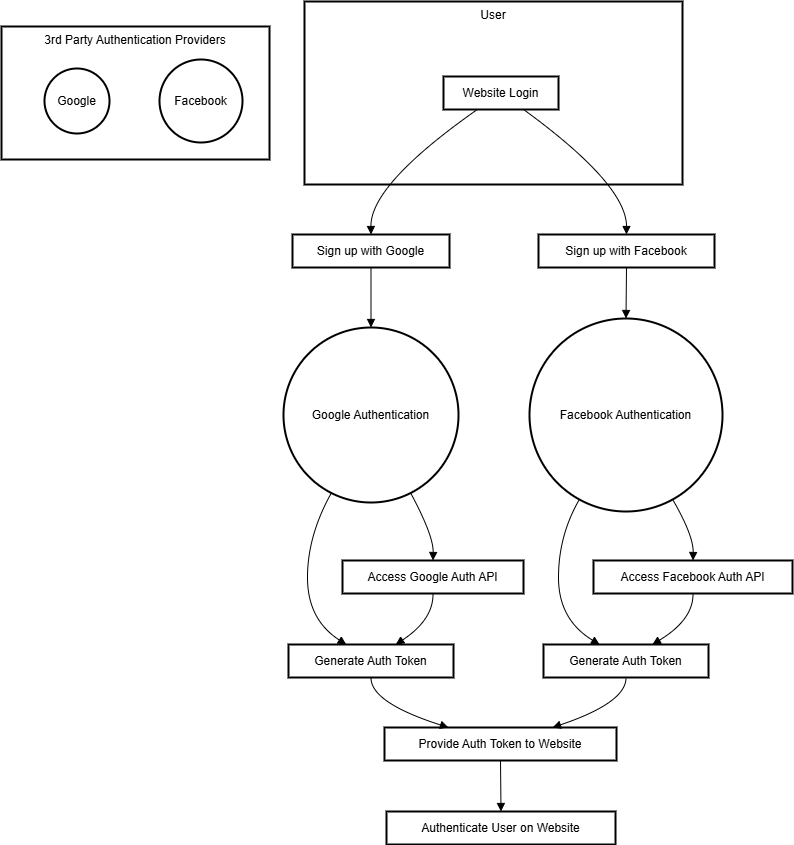 3rd Party Authentication Providers
Google
Facebook
User
Website Login
Sign up with Google
Sign up with Facebook
Google Authentication
Facebook Authentication
Access Google Auth API
Access Facebook Auth API
Generate Auth Token
Generate Auth Token
Provide Auth Token to Website
Authenticate User on Website